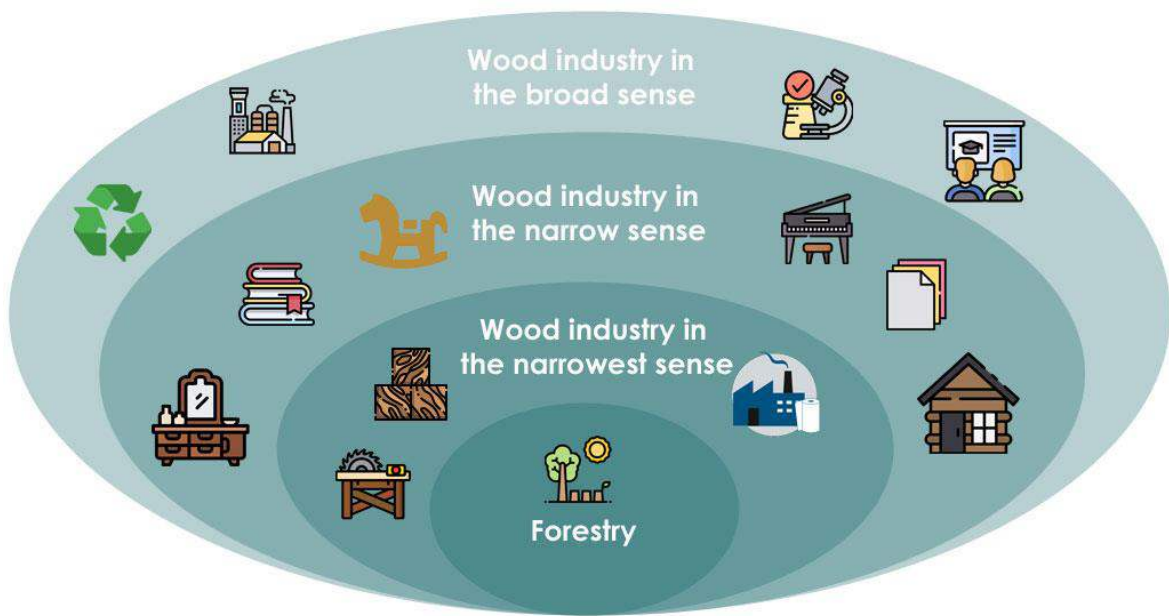 Wood industry in
the broad sense
Wood industry in
the narrow sense
Wood industry in
the narrowest sense
Forestry